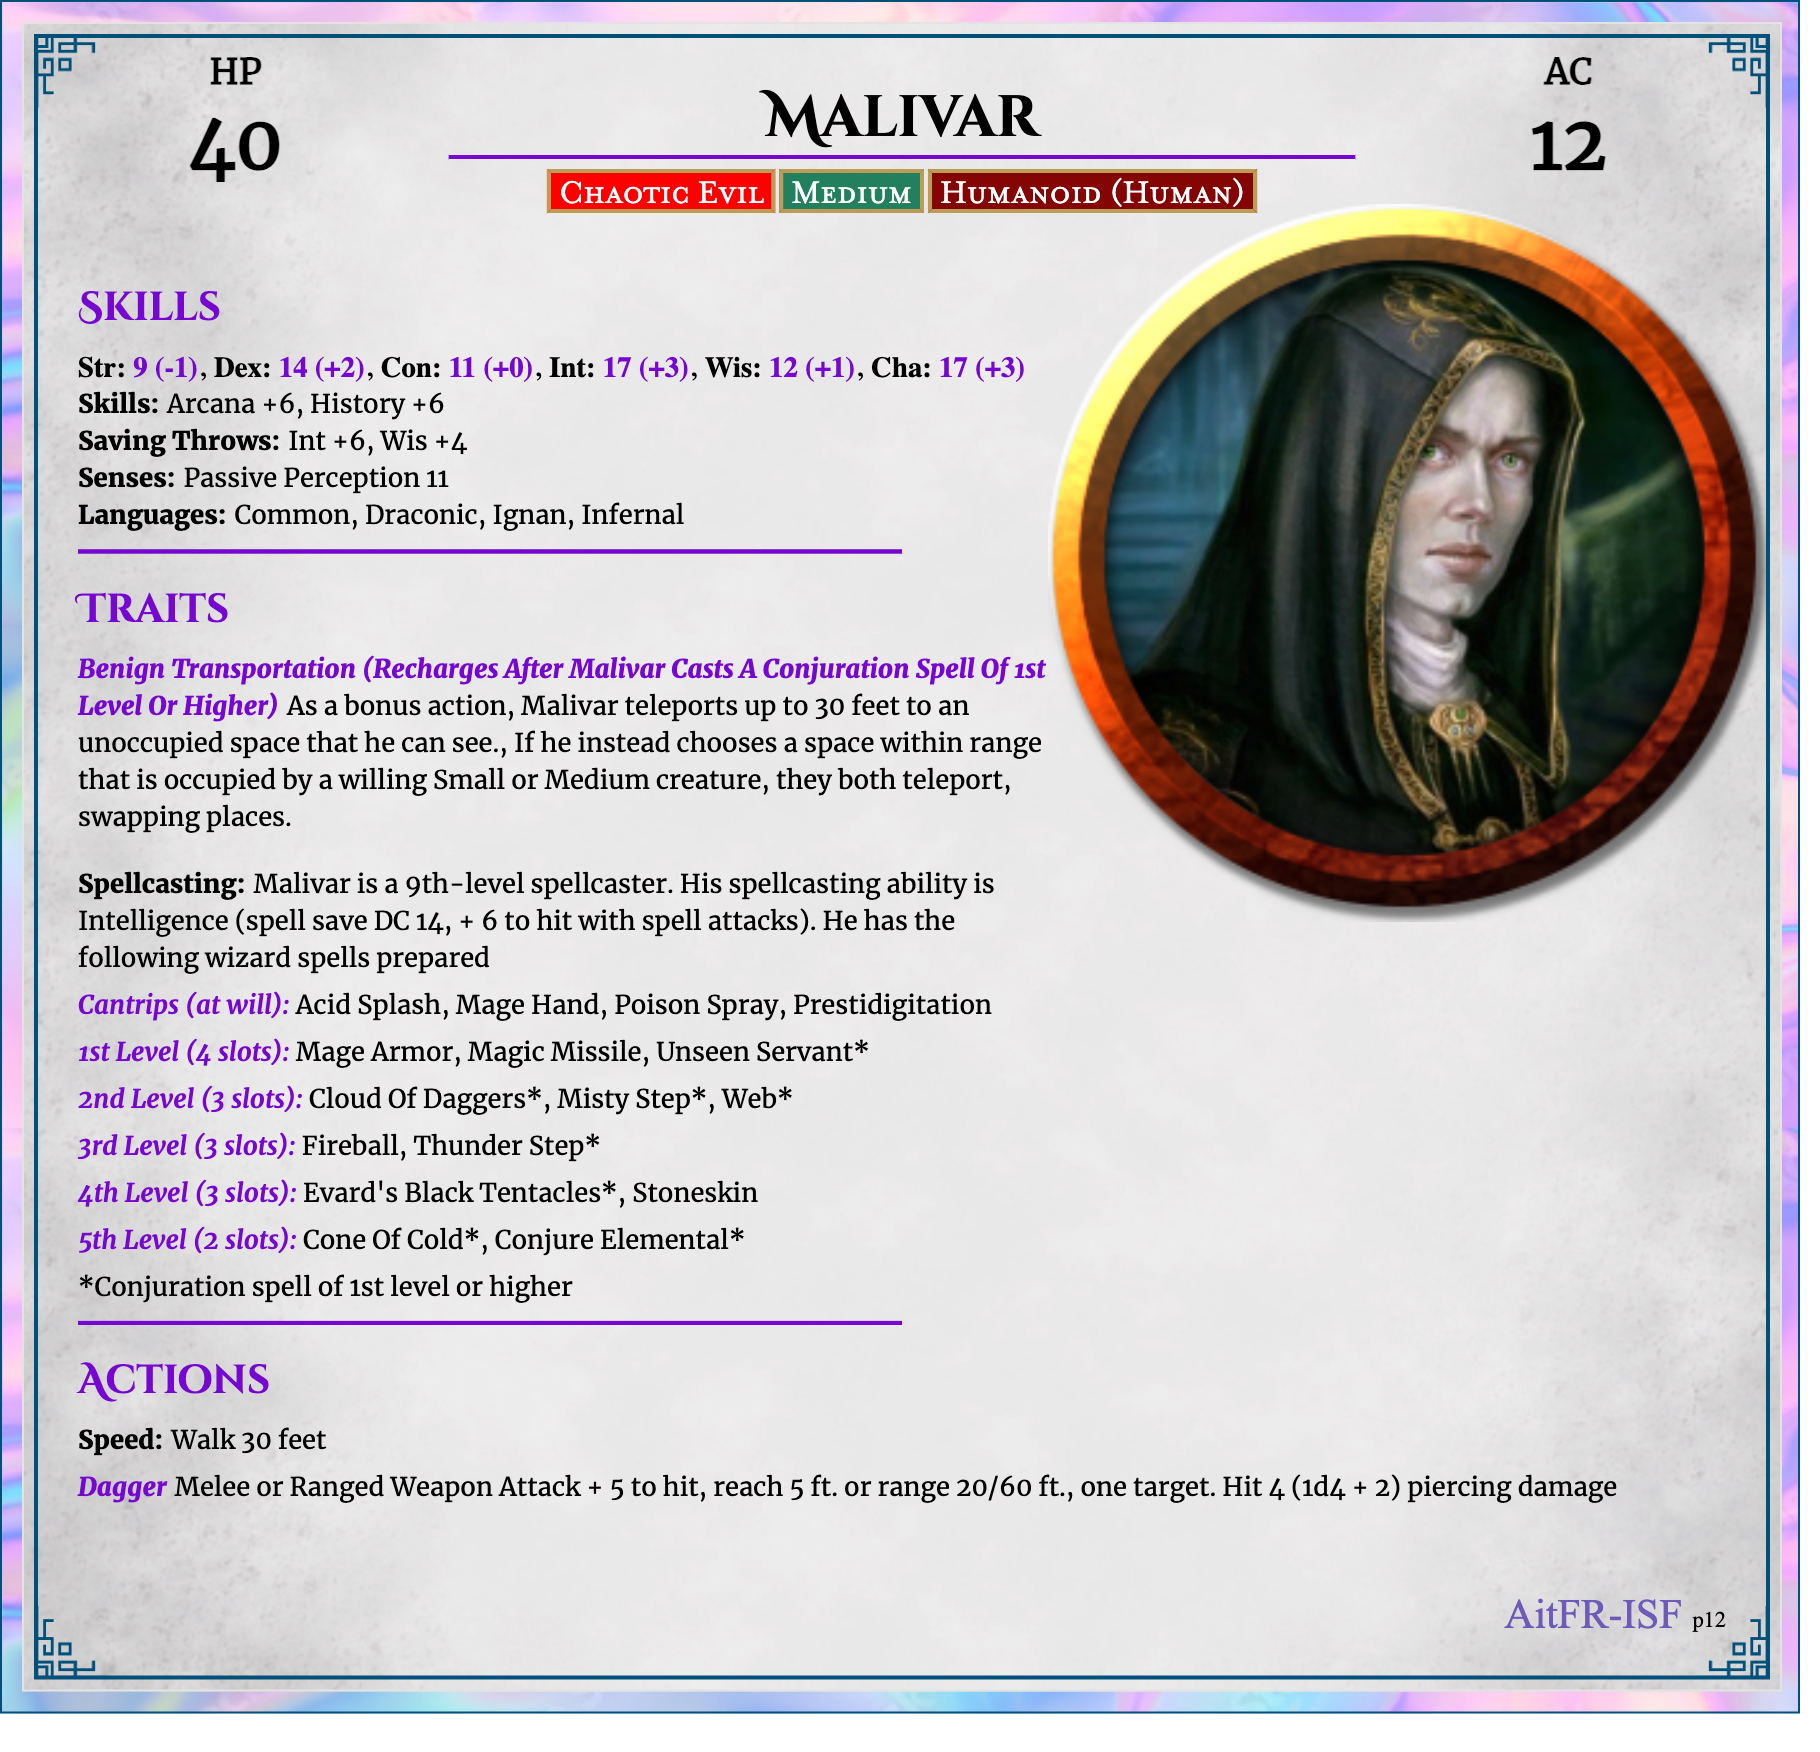 HP
40
MALIVAR
AC
12
Chaotic Evil Medium Humanoid (Human)
SKILLS
Str: 9 (-1), Dex: 14 (+2), Con: 11 (+0), Int: 17 (+3), Wis: 12 (+1), Cha: 17 (+3)
Skills: Arcana +6, History +6
Saving Throws: Int +6, Wis +4
Senses: Passive Perception 11
Languages: Common, Draconic, Ignan, Infernal
TRAITS
Benign Transportation (Recharges After Malivar Casts A Conjuration Spell Of 1st
Level Or Higher) As a bonus action, Malivar teleports up to 30 feet to an
unoccupied space that he can see., If he instead chooses a space within range
that is occupied by a willing Small or Medium creature, they both teleport,
swapping places.
Spellcasting: Malivar is a 9th-level spellcaster. His spellcasting ability is
Intelligence (spell save DC 14, + 6 to hit with spell attacks). He has the
following wizard spells prepared
Cantrips (at will): Acid Splash, Mage Hand, Poison Spray, Prestidigitation
1st Level (4 slots): Mage Armor, Magic Missile, Unseen Servant*
2nd Level (3 slots): Cloud Of Daggers*, Misty Step*, Web*
3rd Level (3 slots): Fireball, Thunder Step*
4th Level (3 slots): Evard's Black Tentacles*, Stoneskin
5th Level (2 slots): Cone Of Cold*, Conjure Elemental*
*Conjuration spell of 1st level or higher
ACTIONS
Speed: Walk 30 feet
Dagger Melee or Ranged Weapon Attack + 5 to hit, reach 5 ft. or range 20/60 ft., one target. Hit 4 (1d4 + 2) piercing damage
AitFR-ISF p12